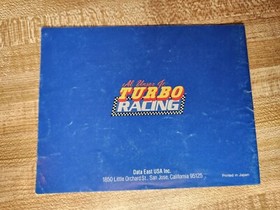 Al Unser Jr.
TURBO
RACING
Data East USA Inc.
1850 Little Orchard St., San Jose, California 95125
Printed in Japan